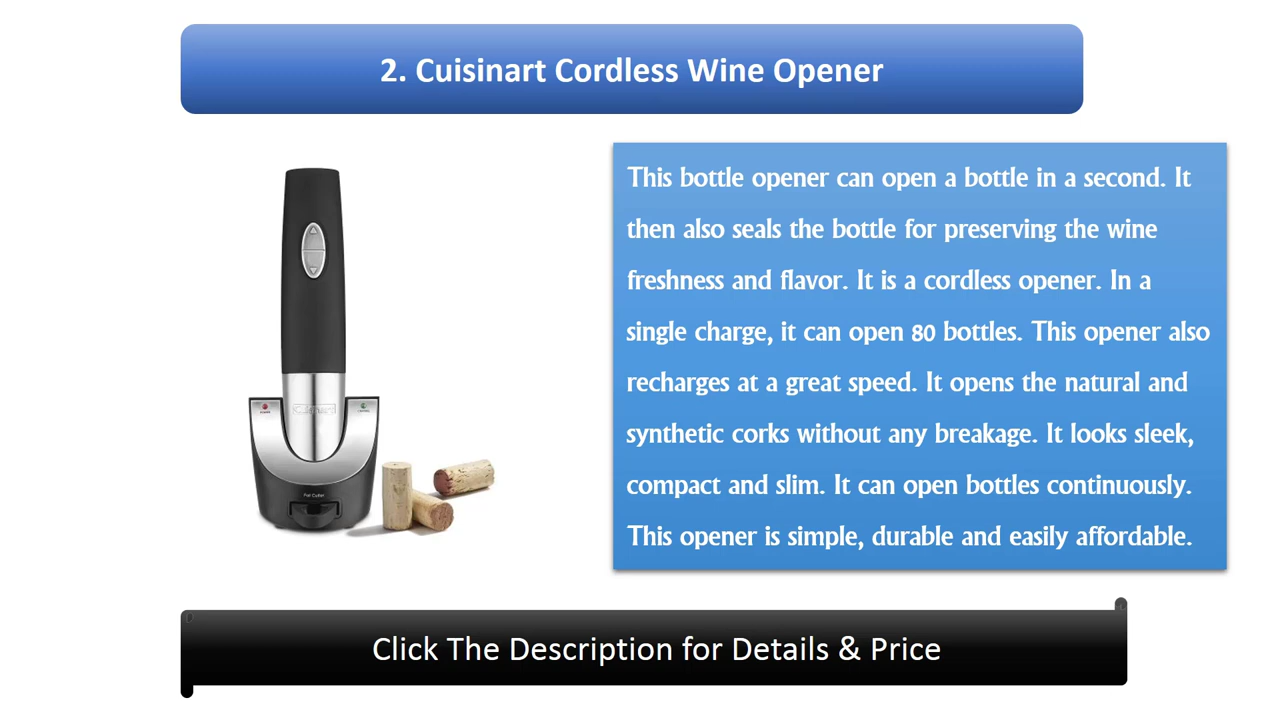 2. Cuisinart Cordless Wine Opener
This bottle opener can open a bottle in a second. It
then also seals the bottle for preserving the wine
freshness and flavor. It is a cordless opener. In a
single charge, it can open 80 bottles. This opener also
recharges at a great speed. It opens the natural and
synthetic corks without any breakage. It looks sleek,
compact and slim. It can open bottles continuously.
This opener is simple, durable and easily affordable.
Foil Cutter
Click The Description for Details & Price